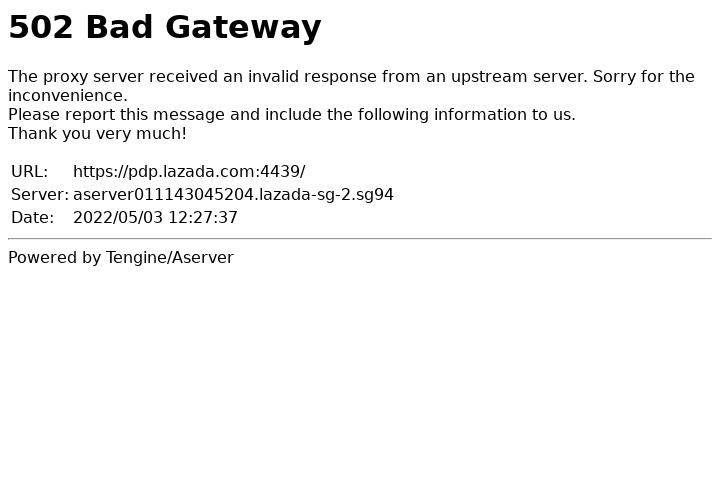 502 Bad Gateway
The proxy server received an invalid response from an upstream server. Sorry for the
inconvenience.
Please report this message and include the following information to us.
Thank you very much!
URL: https://pdp.lazada.com:4439/
Server: aserver011143045204.lazada-sg-2.sg94
Date: 2022/05/03 12:27:37
Powered by Tengine/Aserver